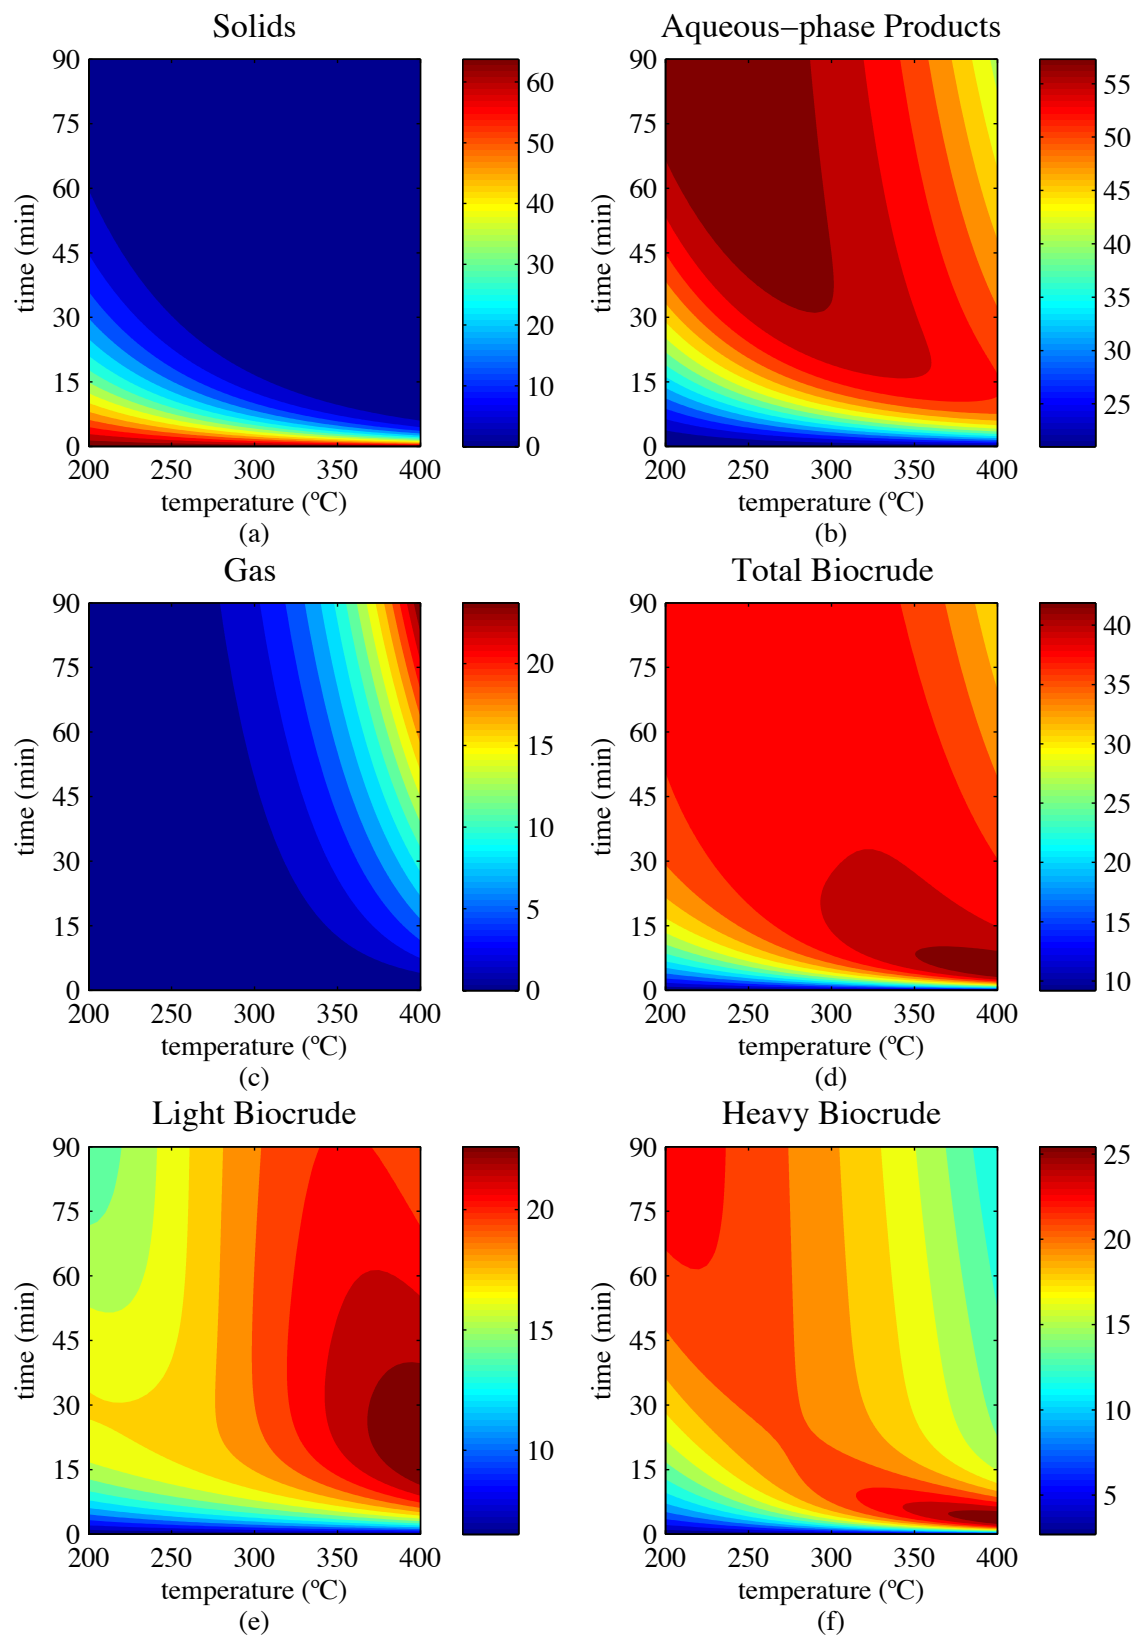 Solids
Aqueous–phase Products
90
75
60
45
30
15
0
time (min)
200 250 300 350 400
temperature (ºC)
(a)
60
50
40
30
20
10
0
90
75
60
45
30
15
0
time (min)
200 250 300 350 400
temperature (ºC)
(b)
55
50
45
40
35
30
25
Gas
Total Biocrude
90
75
60
45
30
15
0
time (min)
200 250 300 350 400
temperature (ºC)
(c)
20
15
10
5
0
90
75
60
45
30
15
0
time (min)
200 250 300 350 400
temperature (ºC)
(d)
40
35
30
25
20
15
10
Light Biocrude
Heavy Biocrude
90
75
60
45
30
15
0
time (min)
200 250 300 350 400
temperature (ºC)
(e)
20
15
10
90
75
60
45
30
15
0
time (min)
200 250 300 350 400
temperature (ºC)
(f)
25
20
15
10
5